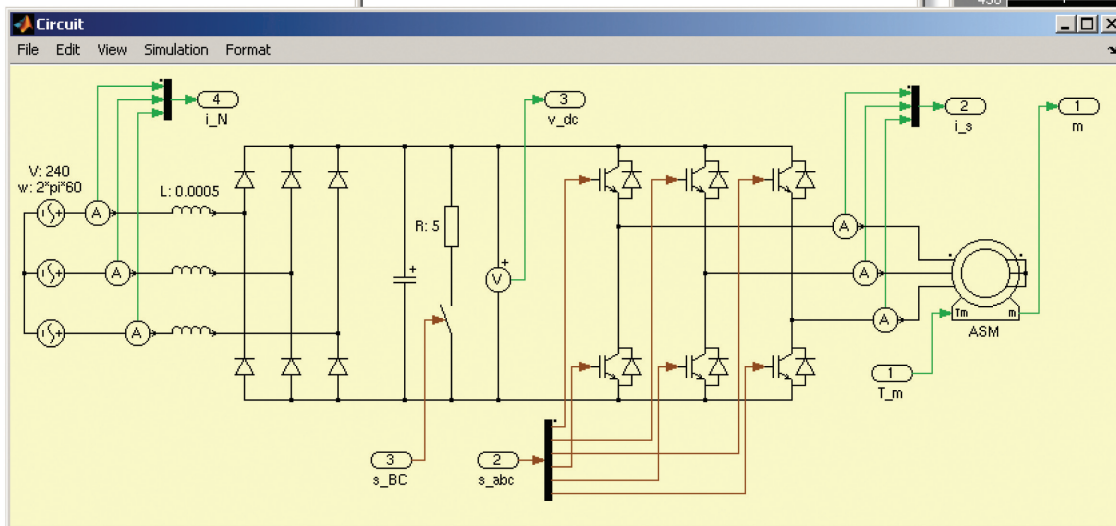 Circuit
File Edit View Simulation Format
4
i_N
3
v_dc
2
i_s
1
m
V: 240
w: 2*pi*60
L: 0.0005
A
R: 5
A
A
V
A
A
A
Tm
m
ASM
1
T_m
3
s_BC
2
s_abc